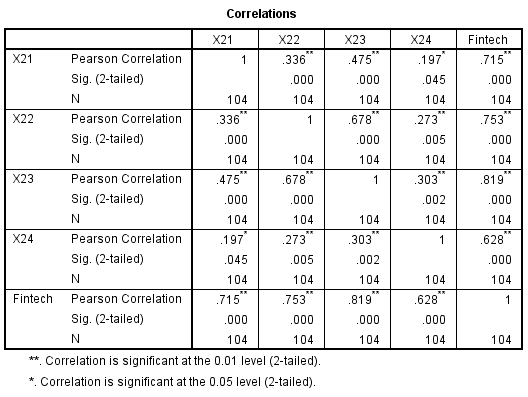 Correlations
X21 X22 X23 X24 Fintech
X21 Pearson Correlation 1 .336** .475** .197* .715**
Sig. (2-tailed) .000 .000 .045 .000
N 104 104 104 104 104
X22 Pearson Correlation .336** 1 .678** .273** .753**
Sig. (2-tailed) .000 .000 .005 .000
N 104 104 104 104 104
X23 Pearson Correlation .475** .678** 1 .303** .819**
Sig. (2-tailed) .000 .000 .002 .000
N 104 104 104 104 104
X24 Pearson Correlation .197* .273** .303** 1 .628**
Sig. (2-tailed) .045 .005 .002 .000
N 104 104 104 104 104
Fintech Pearson Correlation .715** .753** .819** .628** 1
Sig. (2-tailed) .000 .000 .000 .000
N 104 104 104 104 104
**. Correlation is significant at the 0.01 level (2-tailed).
*. Correlation is significant at the 0.05 level (2-tailed).